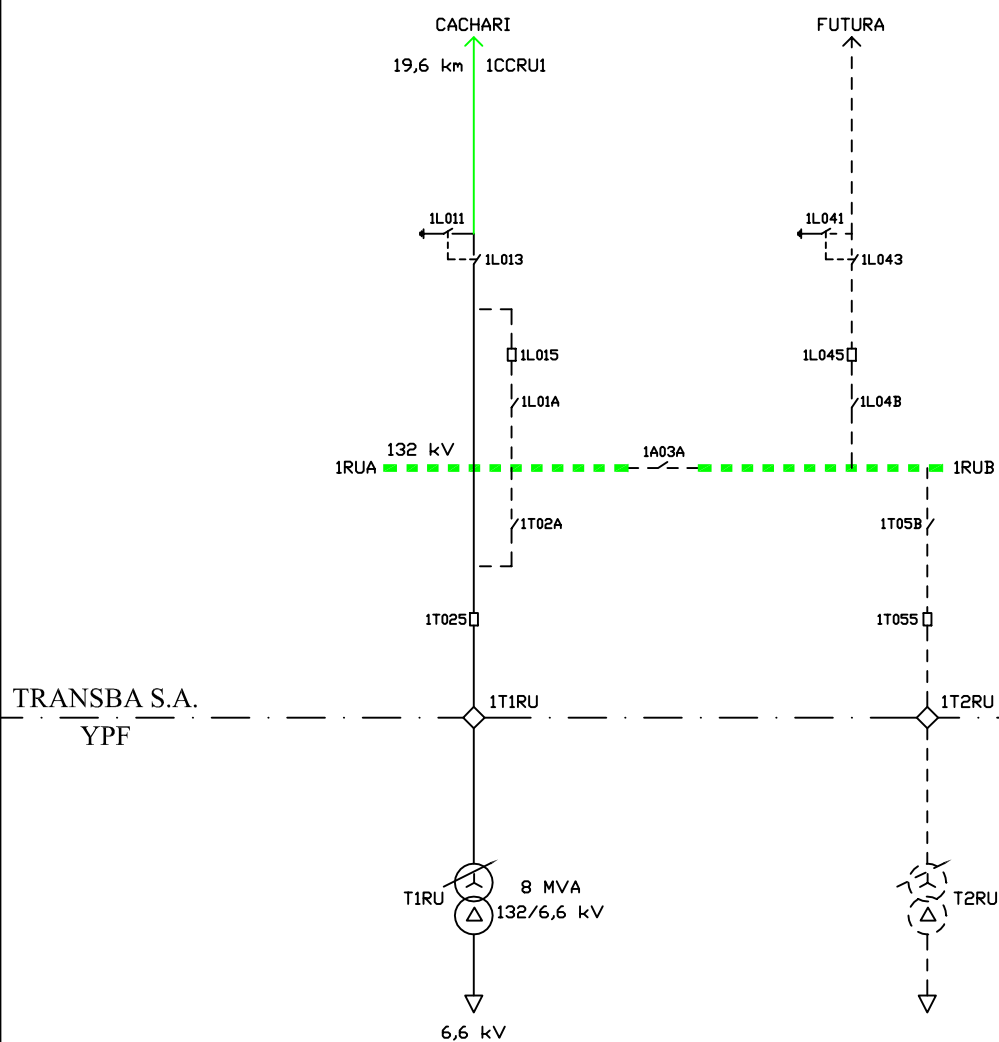 CACHARI
FUTURA
19,6 km 1CCRU1
1L011
1L041
1L013
1L043
1L015
1L045
1L01A
1L04B
132 kV
1A03A
1RUA
1RUB
1T02A
1T05B
1T025
1T055
TRANSBA S.A.
1T1RU
1T2RU
YPF
T1RU
8 MVA
132/6,6 kV
T2RU
6,6 kV